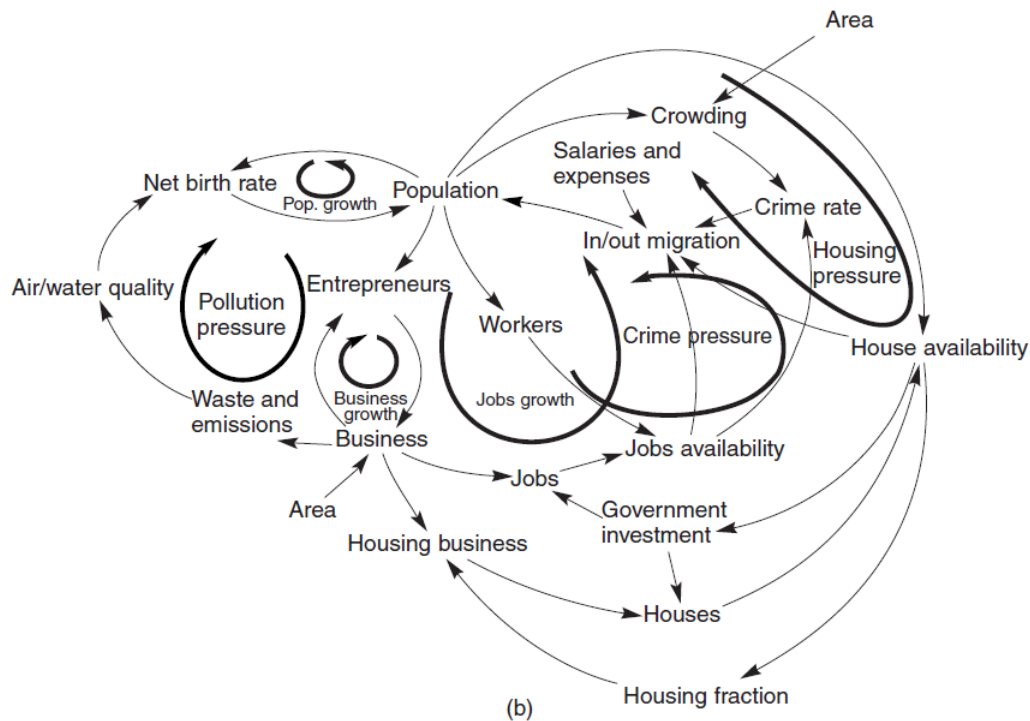 Area
Crowding
Salaries and
expenses
Net birth rate
Pop. growth
Population
Crime rate
In/out migration
Housing
pressure
Air/water quality
Pollution
pressure
Entrepreneurs
Workers
Crime pressure
House availability
Waste and
emissions
Business
growth
Jobs growth
Business
Jobs availability
Jobs
Area
Government
investment
Housing business
Houses
Housing fraction
(b)